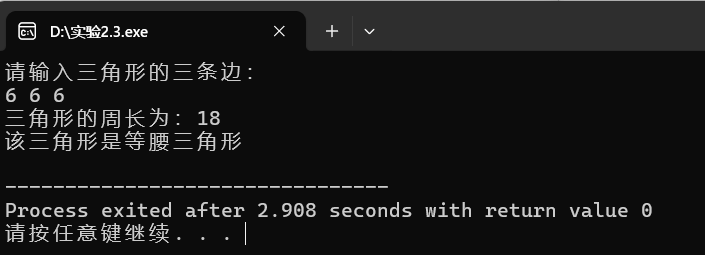 D:\实验2.3.exe
请输入三角形的三条边:
6 6 6
三角形的周长为: 18
该三角形是等腰三角形
--------------------------------
Process exited after 2.908 seconds with return value 0
请按任意键继续. . .